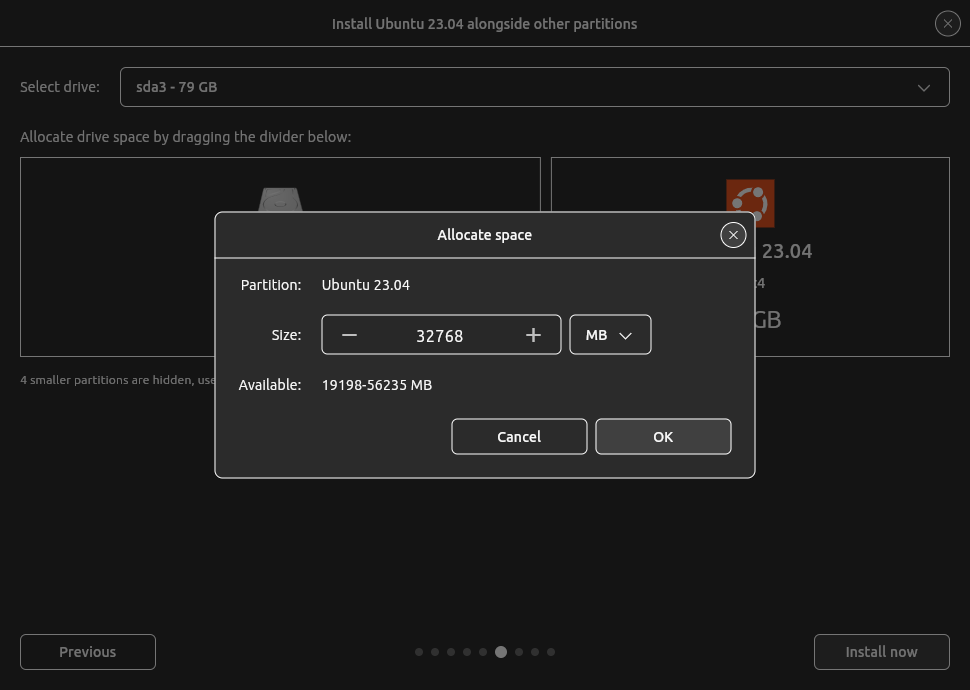 Install Ubuntu 23.04 alongside other partitions
Select drive: sda3 - 79 GB
Allocate drive space by dragging the divider below:
Allocate space
23.04
Partition: Ubuntu 23.04
GB
Size: 32768 MB
4 smaller partitions are hidden, use
Available: 19198-56235 MB
Cancel OK
Previous Install now